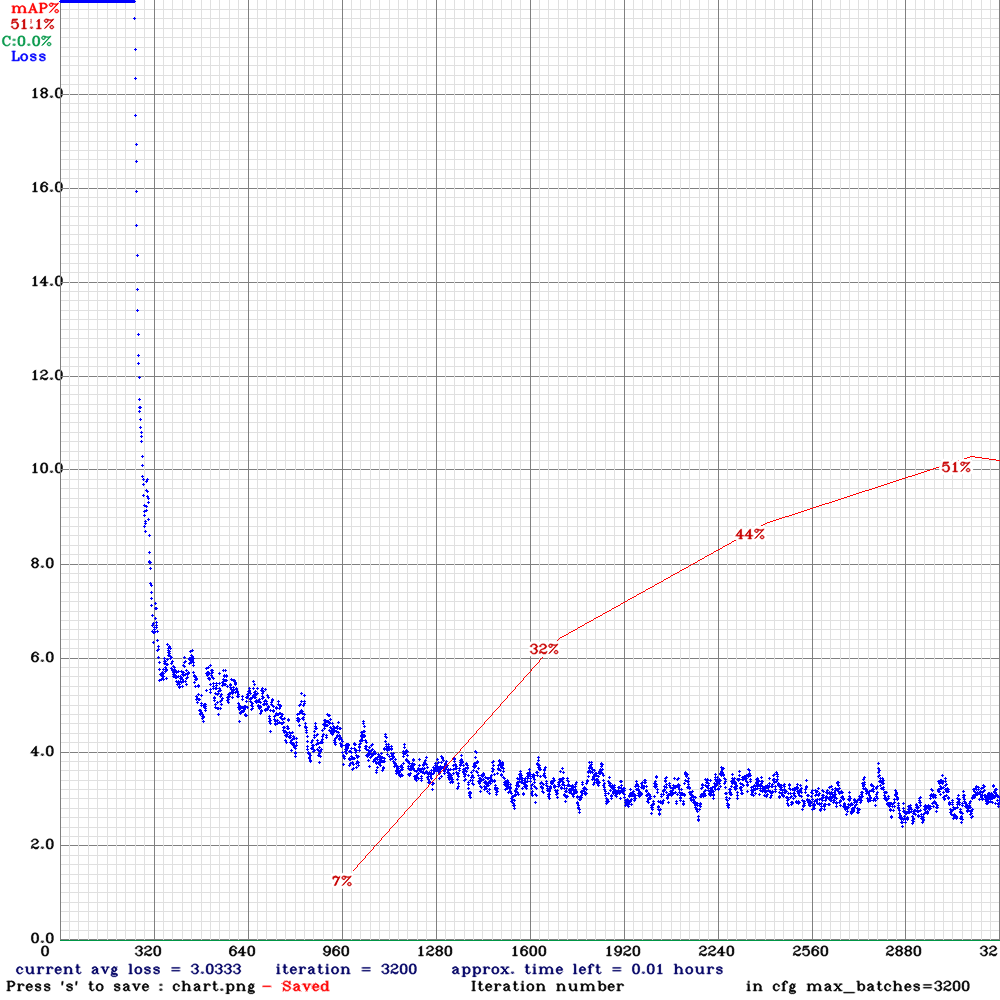 mAP%
51.1%
C:0.0%
Loss
18.0
16.0
14.0
12.0
10.0
8.0
6.0
4.0
2.0
0.0
51%
44%
32%
7%
0 320 640 960 1280 1600 1920 2240 2560 2880 32
current avg loss = 3.0333 iteration = 3200 approx. time left = 0.01 hours
Press 's' to save : chart.png - Saved Iteration number in cfg max_batches=3200